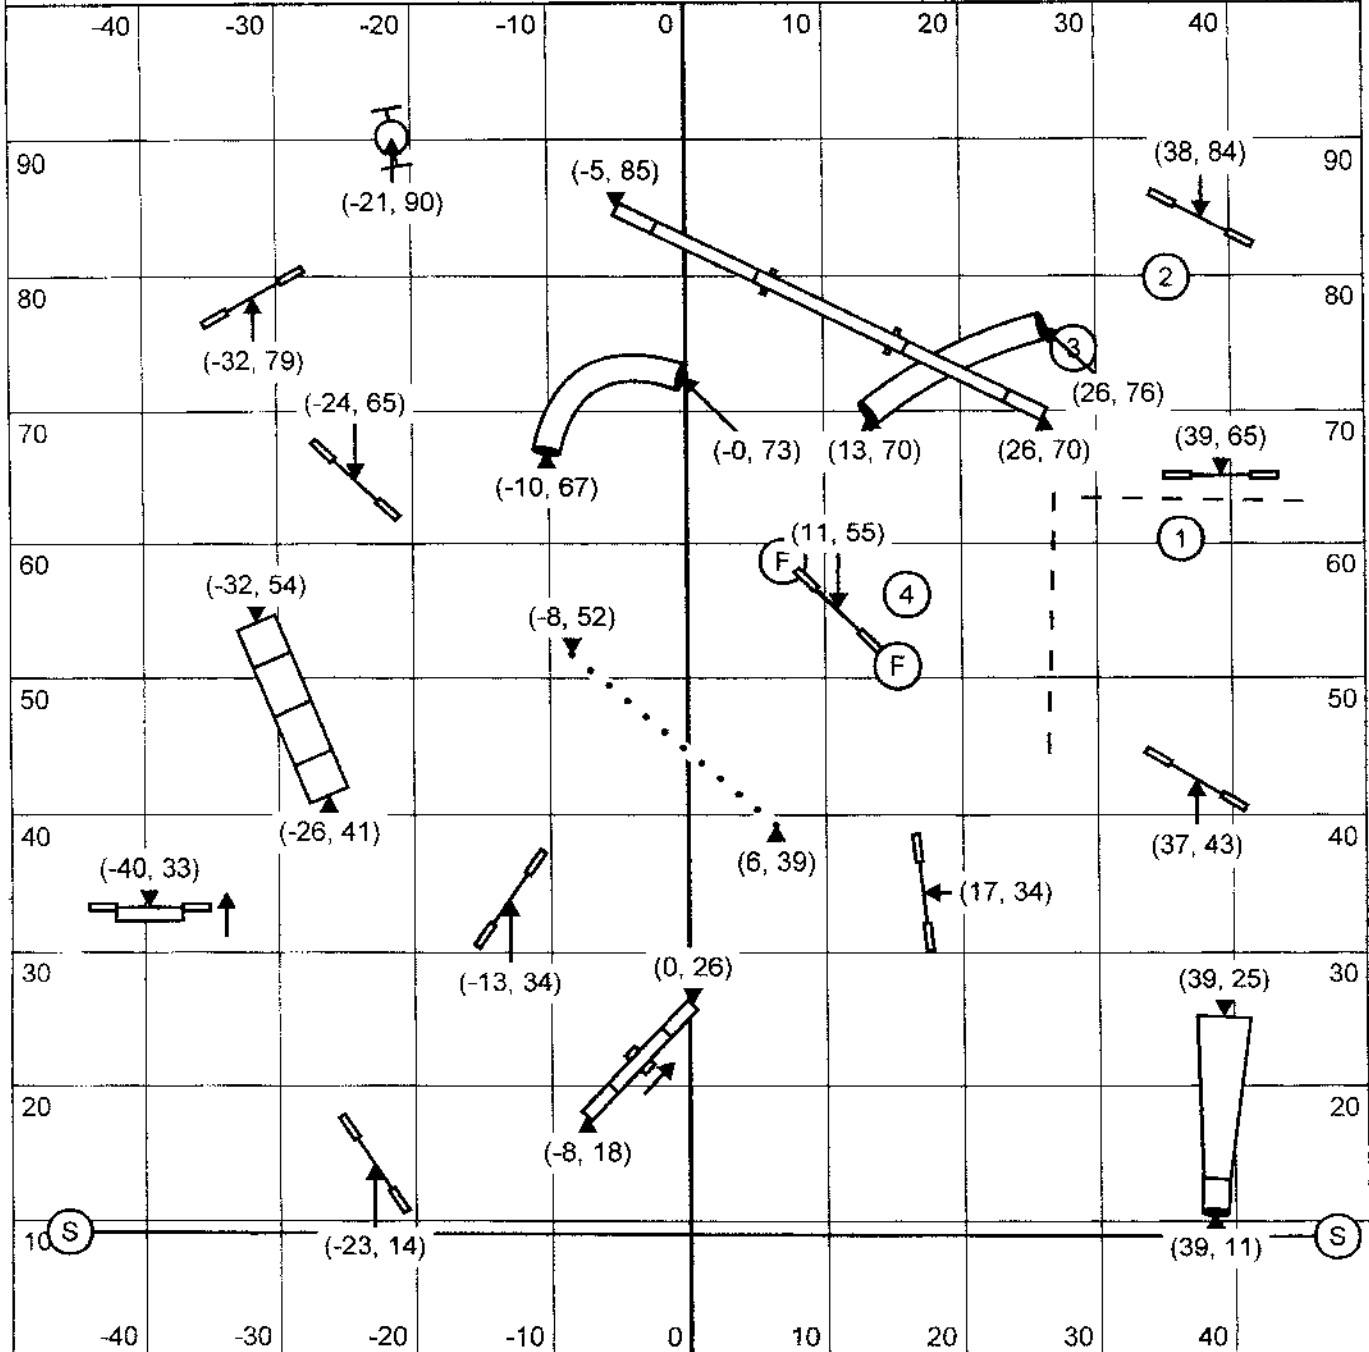 -40 -30 -20 -10 0 10 20 30 40
90 (38, 84) 90
(-5, 85)
(-21, 90)
2
80 80
3
(-32, 79)
(26, 76)
(-24, 65)
70 (-0, 73) (13, 70) (26, 70) (39, 65) 70
(-10, 67)
1
(11, 55)
60 F 60
(-32, 54) 4
(-8, 52)
F
50 50
(-26, 41) 40 (6, 39) (37, 43) 40
(-40, 33)
(17, 34)
30 (-13, 34) (0, 26) (39, 25) 30
20 20
(-8, 18)
10 S (-23, 14) (39, 11) S
-40 -30 -20 -10 0 10 20 30 40